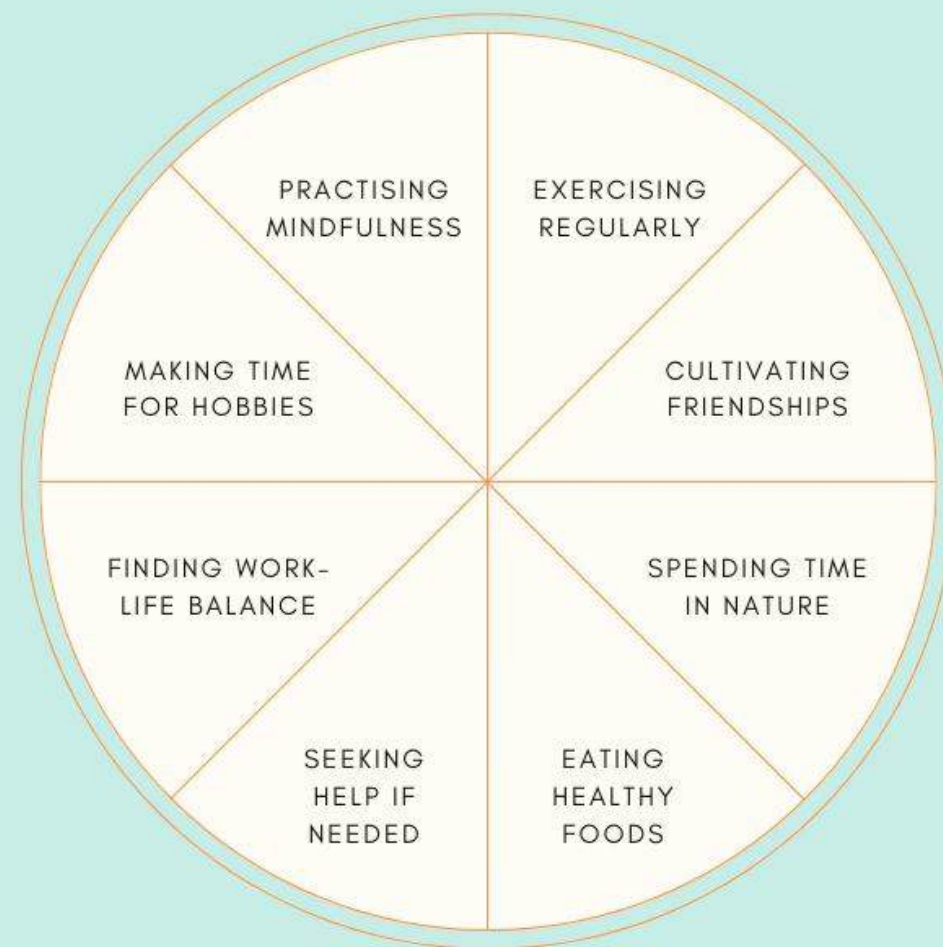 PRACTISING
MINDFULNESS
EXERCISING
REGULARLY
MAKING TIME
FOR HOBBIES
CULTIVATING
FRIENDSHIPS
FINDING WORK-
LIFE BALANCE
SPENDING TIME
IN NATURE
SEEKING
HELP IF
NEEDED
EATING
HEALTHY
FOODS